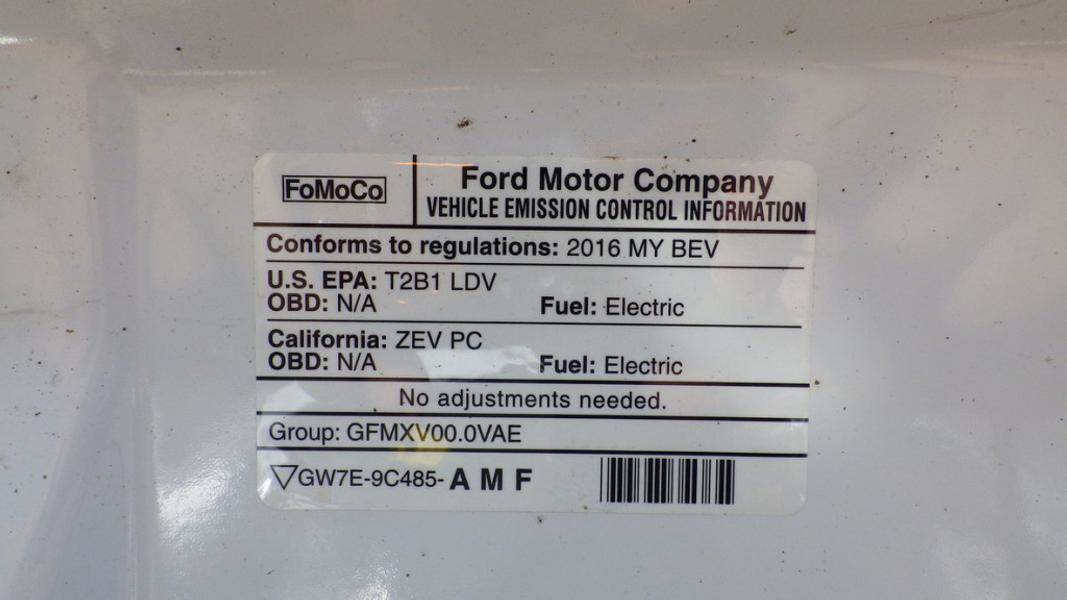 FoMoCo
Ford Motor Company
VEHICLE EMISSION CONTROL INFORMATION
Conforms to regulations: 2016 MY BEV
U.S. EPA: T2B1 LDV
OBD: N/A Fuel: Electric
California: ZEV PC
OBD: N/A Fuel: Electric
No adjustments needed.
Group: GFMXV00.0VAE
GW7E-9C485- A M F